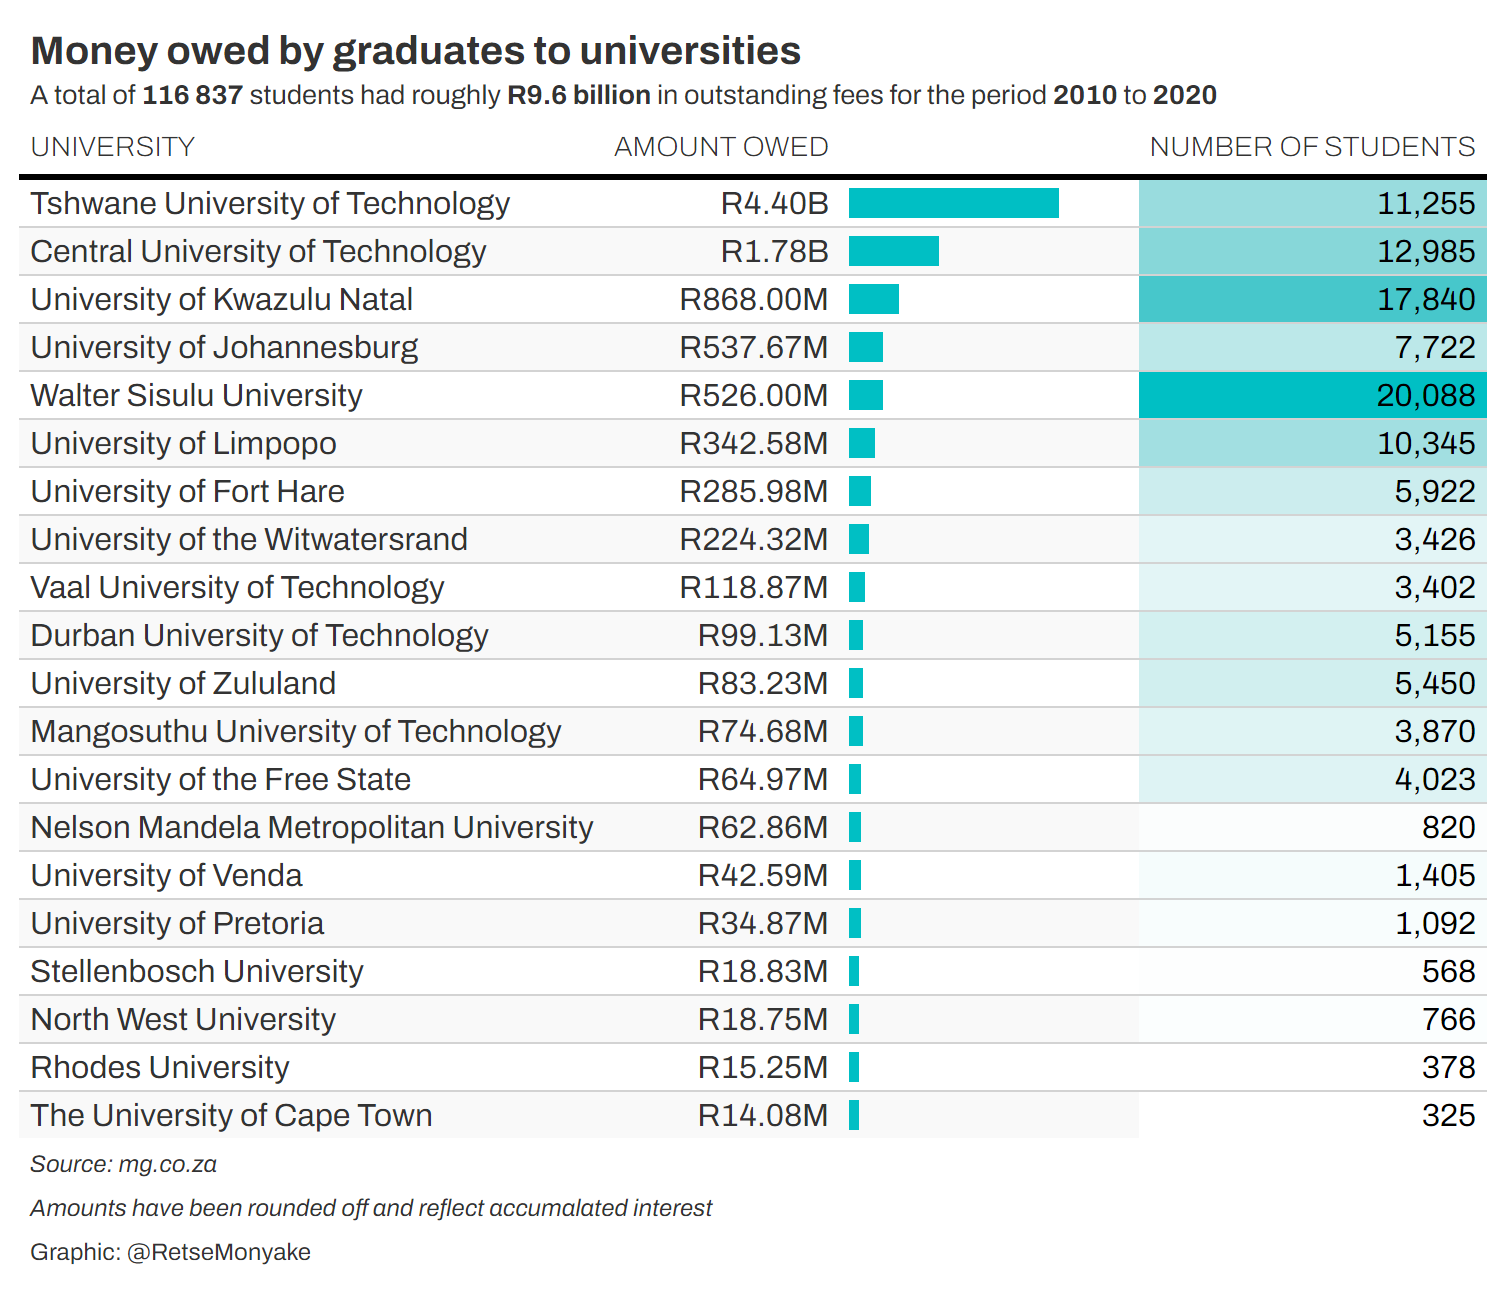 Money owed by graduates to universities
A total of 116 837 students had roughly R9.6 billion in outstanding fees for the period 2010 to 2020
UNIVERSITY AMOUNT OWED NUMBER OF STUDENTS
Tshwane University of Technology R4.40B 11,255
Central University of Technology R1.78B 12,985
University of Kwazulu Natal R868.00M 17,840
University of Johannesburg R537.67M 7,722
Walter Sisulu University R526.00M 20,088
University of Limpopo R342.58M 10,345
University of Fort Hare R285.98M 5,922
University of the Witwatersrand R224.32M 3,426
Vaal University of Technology R118.87M 3,402
Durban University of Technology R99.13M 5,155
University of Zululand R83.23M 5,450
Mangosuthu University of Technology R74.68M 3,870
University of the Free State R64.97M 4,023
Nelson Mandela Metropolitan University R62.86M 820
University of Venda R42.59M 1,405
University of Pretoria R34.87M 1,092
Stellenbosch University R18.83M 568
North West University R18.75M 766
Rhodes University R15.25M 378
The University of Cape Town R14.08M 325
Source: mg.co.za
Amounts have been rounded off and reflect accumalated interest
Graphic: @RetseMonyake